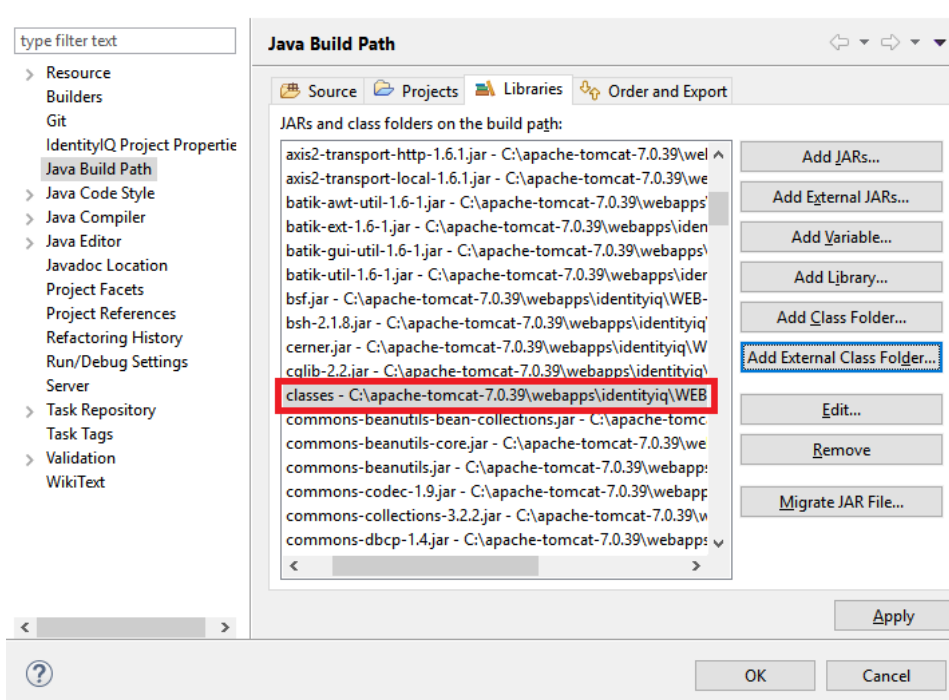 type filter text
Resource
Builders
Git
IdentityIQ Project Propertie
Java Build Path
Java Code Style
Java Compiler
Java Editor
Javadoc Location
Project Facets
Project References
Refactoring History
Run/Debug Settings
Server
Task Repository
Task Tags
Validation
WikiText
Java Build Path
Source Projects Libraries Order and Export
JARs and class folders on the build path:
axis2-transport-http-1.6.1.jar - C:\apache-tomcat-7.0.39\wel
axis2-transport-local-1.6.1.jar - C:\apache-tomcat-7.0.39\we
batik-awt-util-1.6-1.jar - C:\apache-tomcat-7.0.39\webapps'
batik-ext-1.6-1.jar - C:\apache-tomcat-7.0.39\webapps\iden
batik-gui-util-1.6-1.jar - C:\apache-tomcat-7.0.39\webapps\
batik-util-1.6-1.jar - C:\apache-tomcat-7.0.39\webapps\ider
bsf.jar - C:\apache-tomcat-7.0.39\webapps\identityiq\WEB-
bsh-2.1.8.jar - C:\apache-tomcat-7.0.39\webapps\identityiq'
cerner.jar - C:\apache-tomcat-7.0.39\webapps\identityiq\W
cglib-2.2.jar - C:\apache-tomcat-7.0.39\webapps\identityiq\
classes - C:\apache-tomcat-7.0.39\webapps\identityiq\WEB
commons-beanutils-bean-collections.jar - C:\apache-tomc
commons-beanutils-core.jar - C:\apache-tomcat-7.0.39\we
commons-beanutils.jar - C:\apache-tomcat-7.0.39\webapp:
commons-codec-1.9.jar - C:\apache-tomcat-7.0.39\webapp
commons-collections-3.2.2.jar - C:\apache-tomcat-7.0.39\w
commons-dbcp-1.4.jar - C:\apache-tomcat-7.0.39\webapps
Add JARs...
Add External JARs...
Add Variable...
Add Library...
Add Class Folder...
Add External Class Folder...
Edit...
Remove
Migrate JAR File...
Apply
?
OK
Cancel